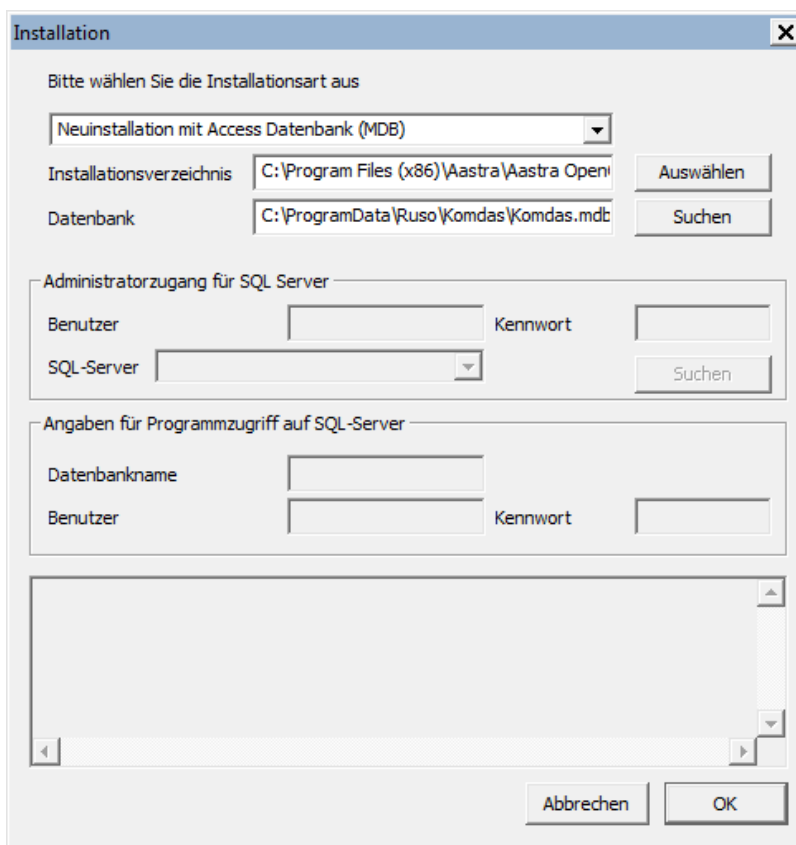 Installation
Bitte wählen Sie die Installationsart aus
Neuinstallation mit Access Datenbank (MDB)
Installationsverzeichnis C:\Program Files (x86)\Aastra\Aastra Open Auswählen
Datenbank C:\ProgramData\Ruso\Komdas\Komdas.mdb Suchen
Administratorzugang für SQL Server
Benutzer Kennwort
SQL-Server Suchen
Angaben für Programmzugriff auf SQL-Server
Datenbankname
Benutzer Kennwort
Abbrechen OK